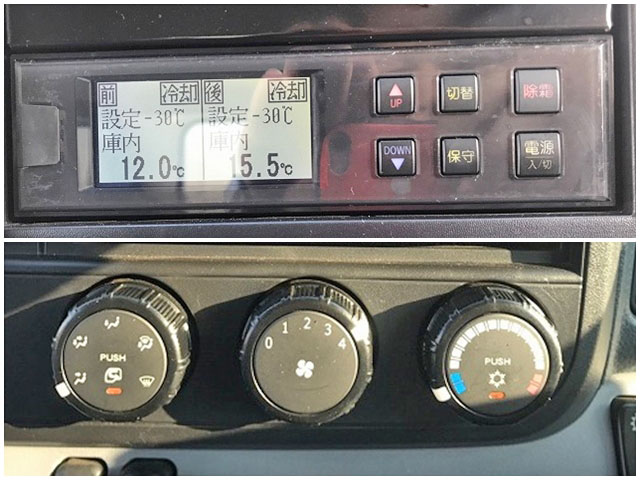 前 冷却 後 冷却
設定-30℃ 設定-30℃
庫内 庫内
12.0℃ 15.5℃
UP 切替 除霜
DOWN 保守 電源
入/切
PUSH
0 1 2 3 4
PUSH